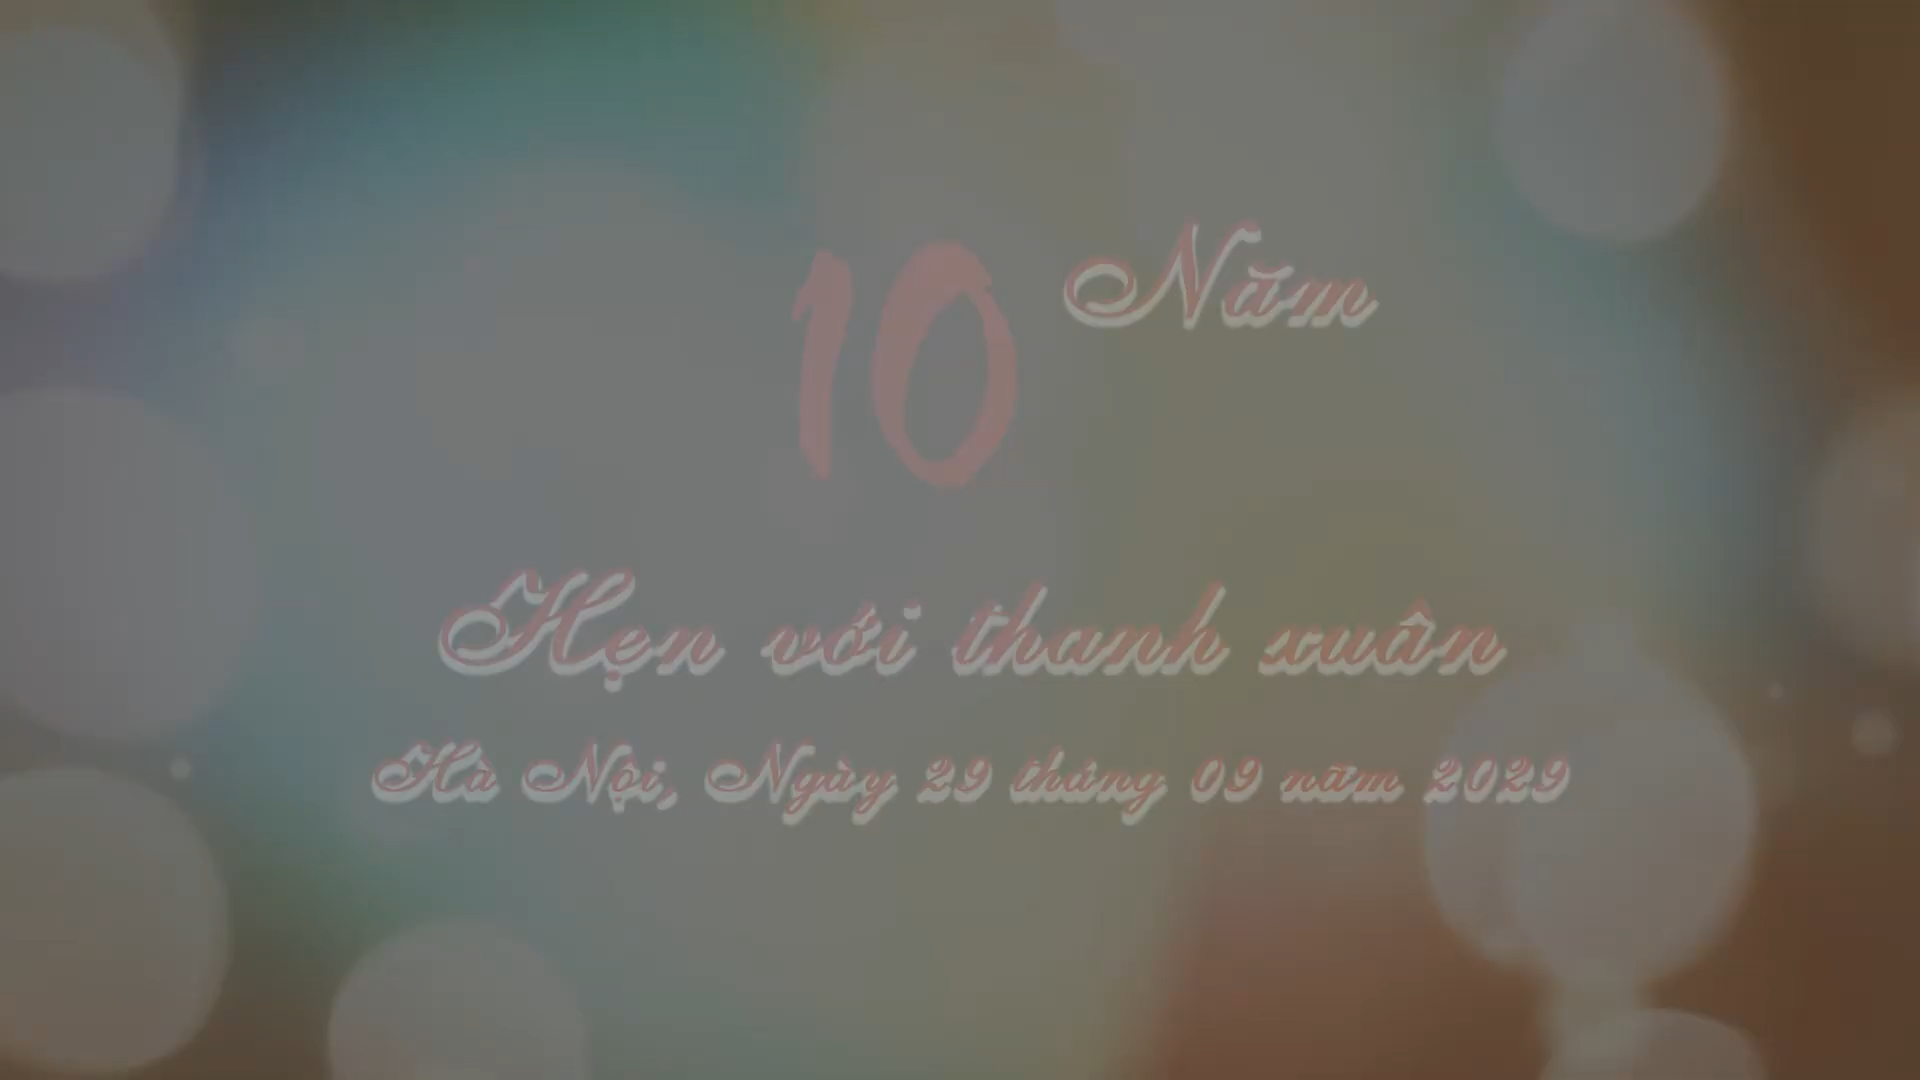 10 Năm
Hẹn với thanh xuân
Hà Nội, Ngày 29 tháng 09 năm 2029